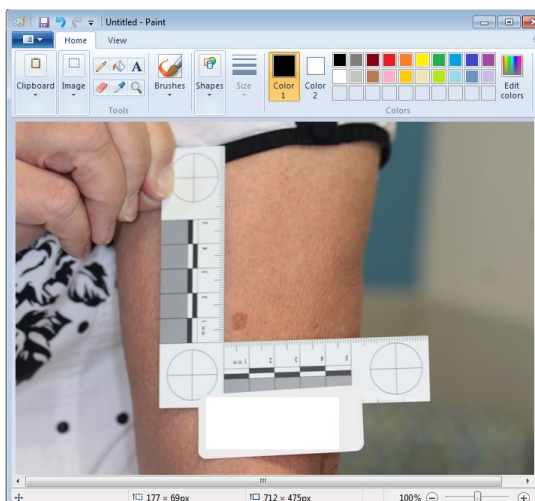 Untitled - Paint
Home View
Clipboard
Image
Tools
Brushes
Shapes
Size
Color 1
Color 2
Edit colors
Colors
177 × 69px
712 × 475px
100%